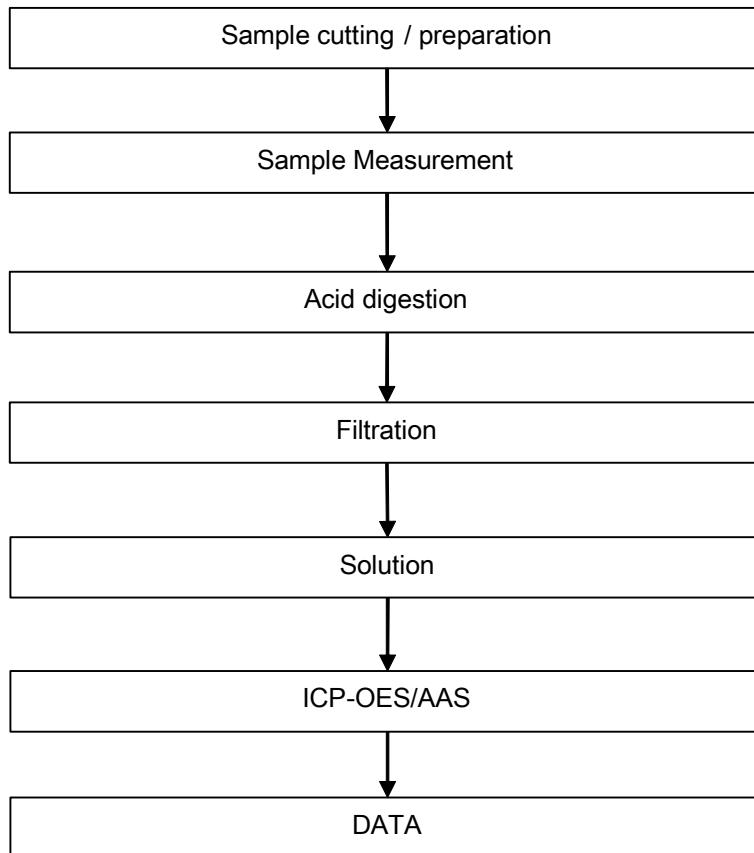 Sample cutting / preparation
Sample Measurement
Acid digestion
Filtration
Solution
ICP-OES/AAS
DATA